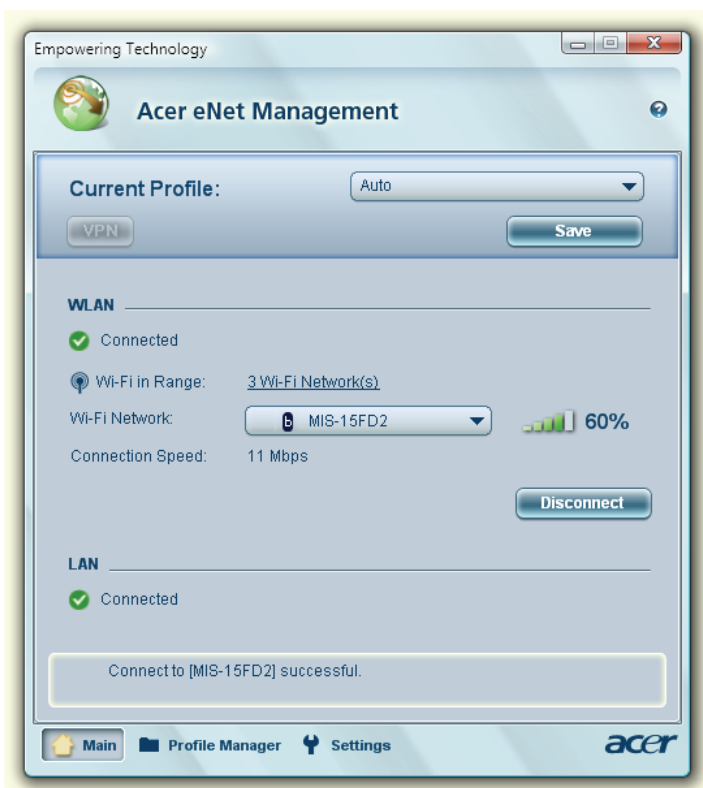 Empowering Technology
Acer eNet Management
Current Profile:
Auto
VPN
Save
WLAN
Connected
Wi-Fi in Range:
3 Wi-Fi Network(s)
Wi-Fi Network:
b MIS-15FD2
60%
Connection Speed:
11 Mbps
Disconnect
LAN
Connected
Connect to [MIS-15FD2] successful.
Main
Profile Manager
Settings
acer